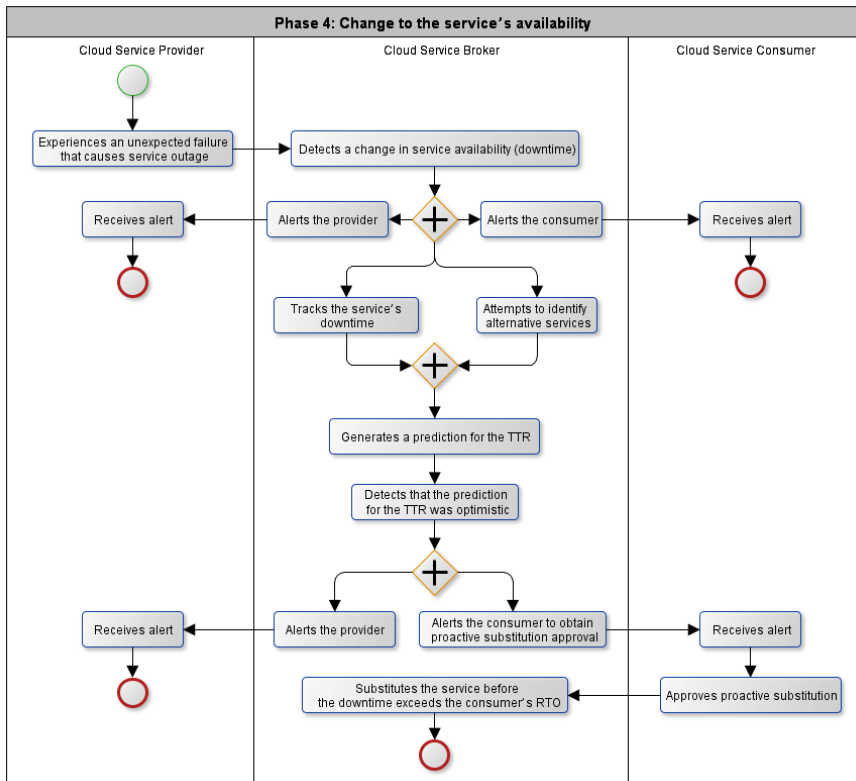 Phase 4: Change to the service's availability
Cloud Service Provider
Cloud Service Broker
Cloud Service Consumer
Experiences an unexpected failure
that causes service outage
Detects a change in service availability (downtime)
Receives alert
Alerts the provider
Alerts the consumer
Receives alert
Tracks the service's
downtime
Attempts to identify
alternative services
Generates a prediction for the TTR
Detects that the prediction
for the TTR was optimistic
Receives alert
Alerts the provider
Alerts the consumer to obtain
proactive substitution approval
Receives alert
Substitutes the service before
the downtime exceeds the consumer's RTO
Approves proactive substitution